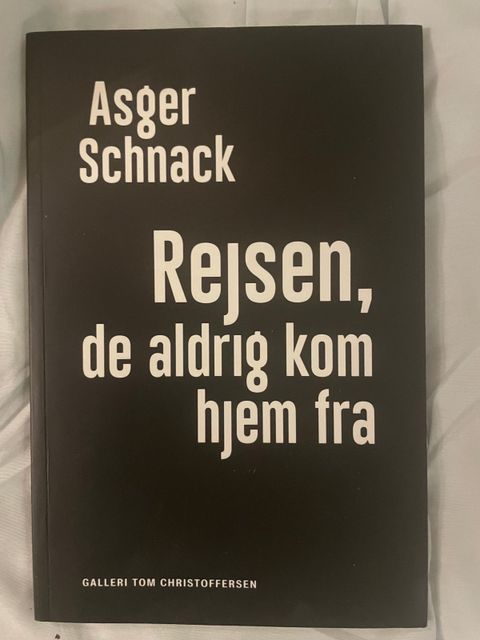 Asger
Schnack
Rejsen,
de aldrig kom
hjem fra
GALLERI TOM CHRISTOFFERSEN